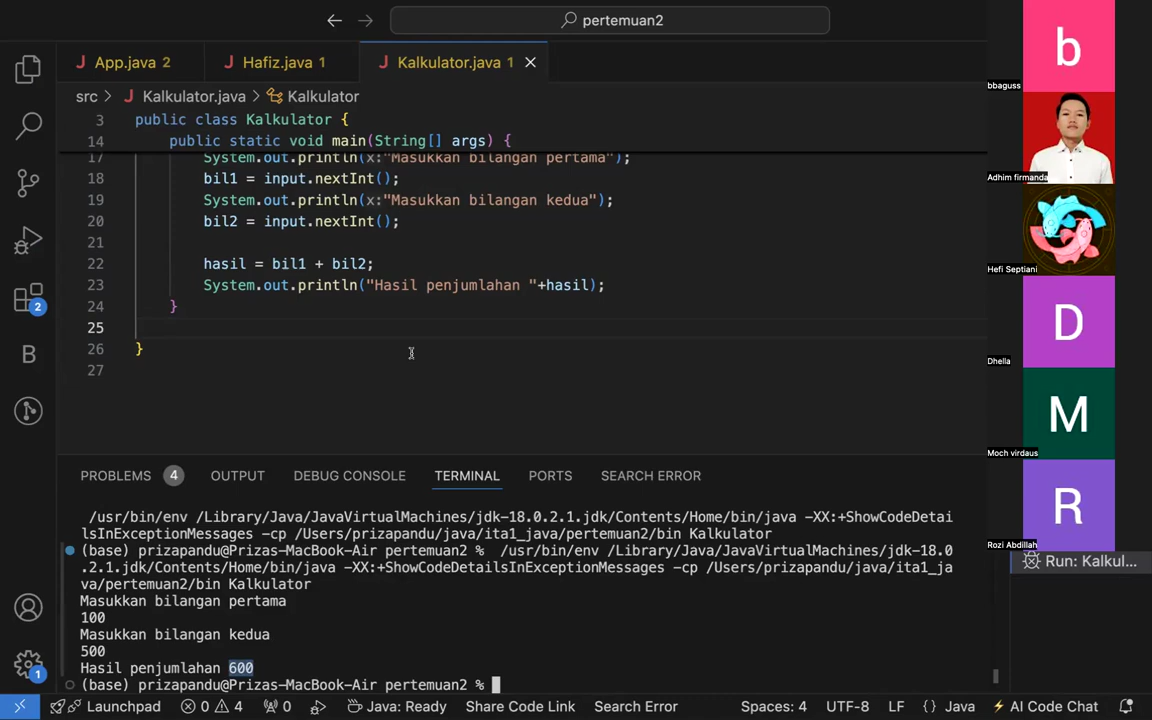 pertemuan2
App.java 2
Hafiz.java 1
Kalkulator.java 1
src > Kalkulator.java > Kalkulator
3 public class Kalkulator {
14 public static void main(String[] args) {
17 System.out.println(x:"Masukkan bilangan pertama");
18 bil1 = input.nextInt();
19 System.out.println(x:"Masukkan bilangan kedua");
20 bil2 = input.nextInt();
21
22 hasil = bil1 + bil2;
23 System.out.println("Hasil penjumlahan "+hasil);
24 }
25
26 }
27
PROBLEMS 4 OUTPUT DEBUG CONSOLE TERMINAL PORTS SEARCH ERROR
/usr/bin/env /Library/Java/JavaVirtualMachines/jdk-18.0.2.1.jdk/Contents/Home/bin/java -XX:+ShowCodeDetai
lsInExceptionMessages -cp /Users/prizapandu/java/ita1_java/pertemuan2/bin Kalkulator
(base) prizapandu@Prizas-MacBook-Air pertemuan2 % /usr/bin/env /Library/Java/JavaVirtualMachines/jdk-18.0
.2.1.jdk/Contents/Home/bin/java -XX:+ShowCodeDetailsInExceptionMessages -cp /Users/prizapandu/java/ita1_ja
va/pertemuan2/bin Kalkulator
Masukkan bilangan pertama
100
Masukkan bilangan kedua
500
Hasil penjumlahan 600
(base) prizapandu@Prizas-MacBook-Air pertemuan2 %
Run: Kalkul...
2
B
1
Launchpad 0 4 0 Java: Ready Share Code Link Search Error Spaces: 4 UTF-8 LF {} Java AI Code Chat
b
bbaguss
Adhim firmanda
Hefi Septiani
D
Dhella
M
Moch virdaus
R
Rozi Abdillah